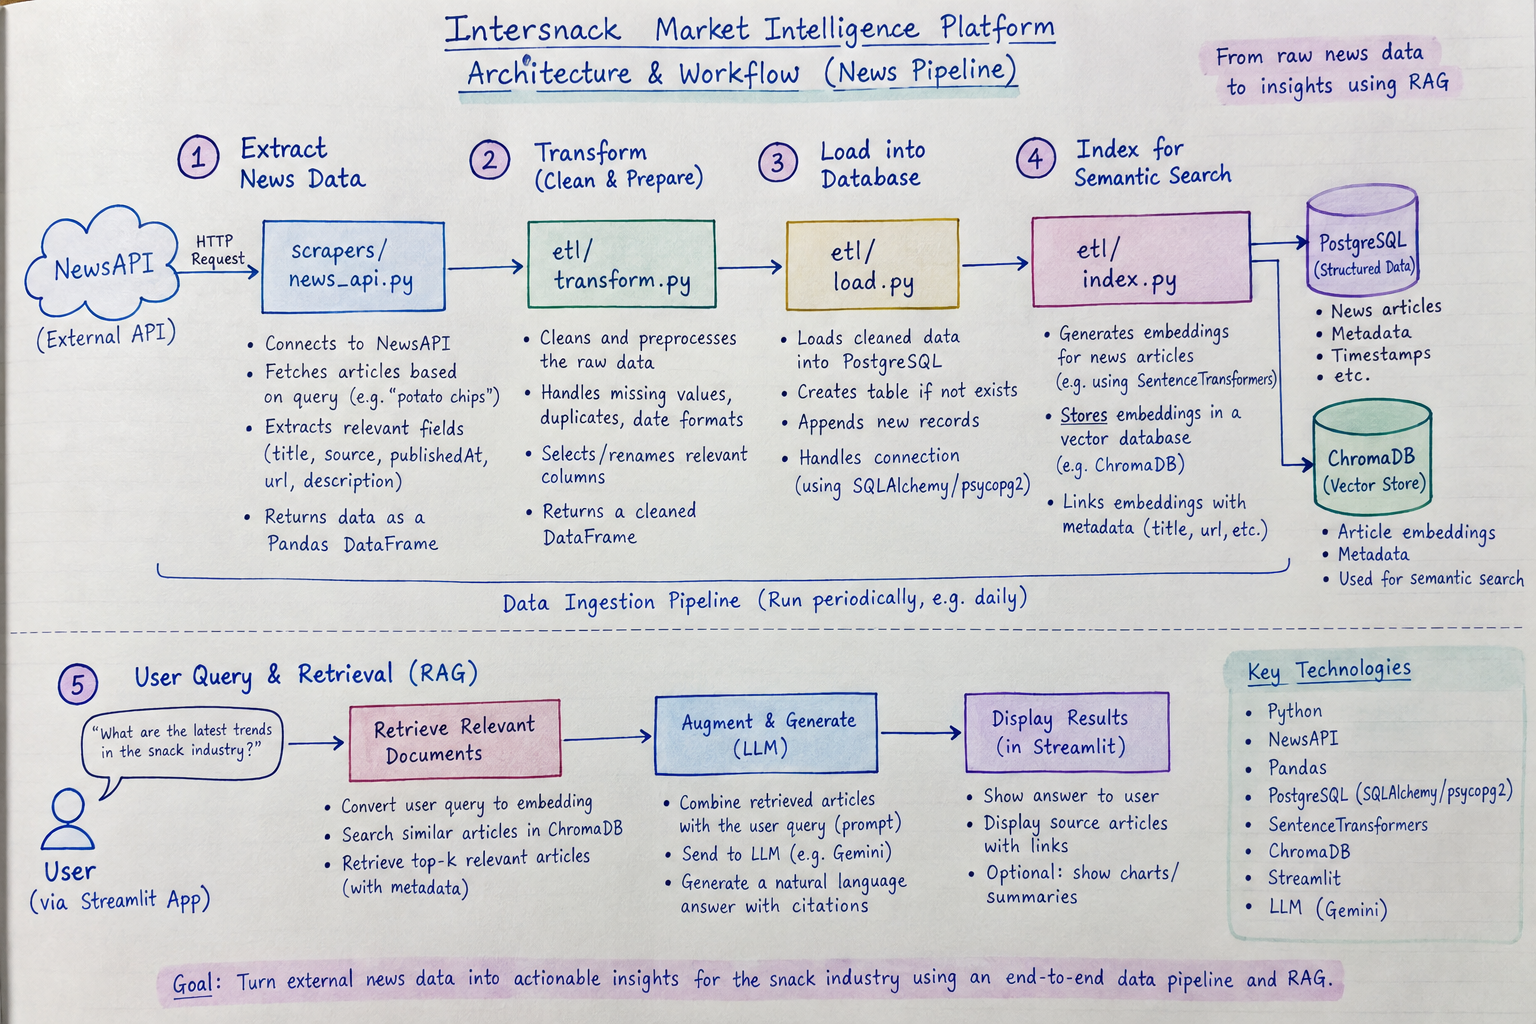 Intersnack Market Intelligence Platform
Architecture & Workflow (News Pipeline)
From raw news data
to insights using RAG
1
Extract
News Data
2
Transform
(Clean & Prepare)
3
Load into
Database
4
Index for
Semantic Search
NewsAPI
(External API)
HTTP
Request
scrapers/
news_api.py
etl/
transform.py
etl/
load.py
etl/
index.py
PostgreSQL
(Structured Data)
• News articles
• Metadata
• Timestamps
• etc.
ChromaDB
(Vector Store)
• Article embeddings
• Metadata
• Used for semantic search
• Connects to NewsAPI
• Fetches articles based
on query (e.g. "potato chips")
• Extracts relevant fields
(title, source, publishedAt,
url, description)
• Returns data as a
Pandas DataFrame
• Cleans and preprocesses
the raw data
• Handles missing values,
duplicates, date formats
• Selects/renames relevant
columns
• Returns a cleaned
DataFrame
• Loads cleaned data
into PostgreSQL
• Creates table if not exists
• Appends new records
• Handles connection
(using SQLAlchemy/psycopg2)
• Generates embeddings
for news articles
(e.g. using SentenceTransformers)
• Stores embeddings in a
vector database
(e.g. ChromaDB)
• Links embeddings with
metadata (title, url, etc.)
Data Ingestion Pipeline (Run periodically, e.g. daily)
5
User Query & Retrieval (RAG)
"What are the latest trends
in the snack industry?"
User
(via Streamlit App)
Retrieve Relevant
Documents
• Convert user query to embedding
• Search similar articles in ChromaDB
• Retrieve top-k relevant articles
(with metadata)
Augment & Generate
(LLM)
• Combine retrieved articles
with the user query (prompt)
• Send to LLM (e.g. Gemini)
• Generate a natural language
answer with citations
Display Results
(in Streamlit)
• Show answer to user
• Display source articles
with links
• Optional: show charts/
summaries
Key Technologies
• Python
• NewsAPI
• Pandas
• PostgreSQL (SQLAlchemy/psycopg2)
• SentenceTransformers
• ChromaDB
• Streamlit
• LLM (Gemini)
Goal: Turn external news data into actionable insights for the snack industry using an end-to-end data pipeline and RAG.